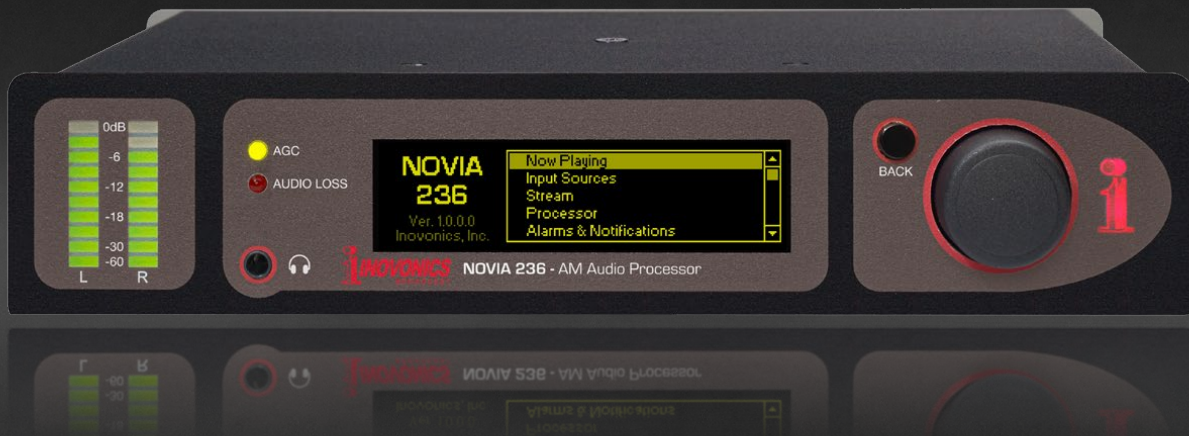 0dB
-6
-12
-18
-30
-60
L R
AGC
AUDIO LOSS
NOVIA
236
Ver. 1.0.0.0
Inovonics, Inc.
Now Playing
Input Sources
Stream
Processor
Alarms & Notifications
INOVONICS NOVIA 236 - AM Audio Processor
BACK